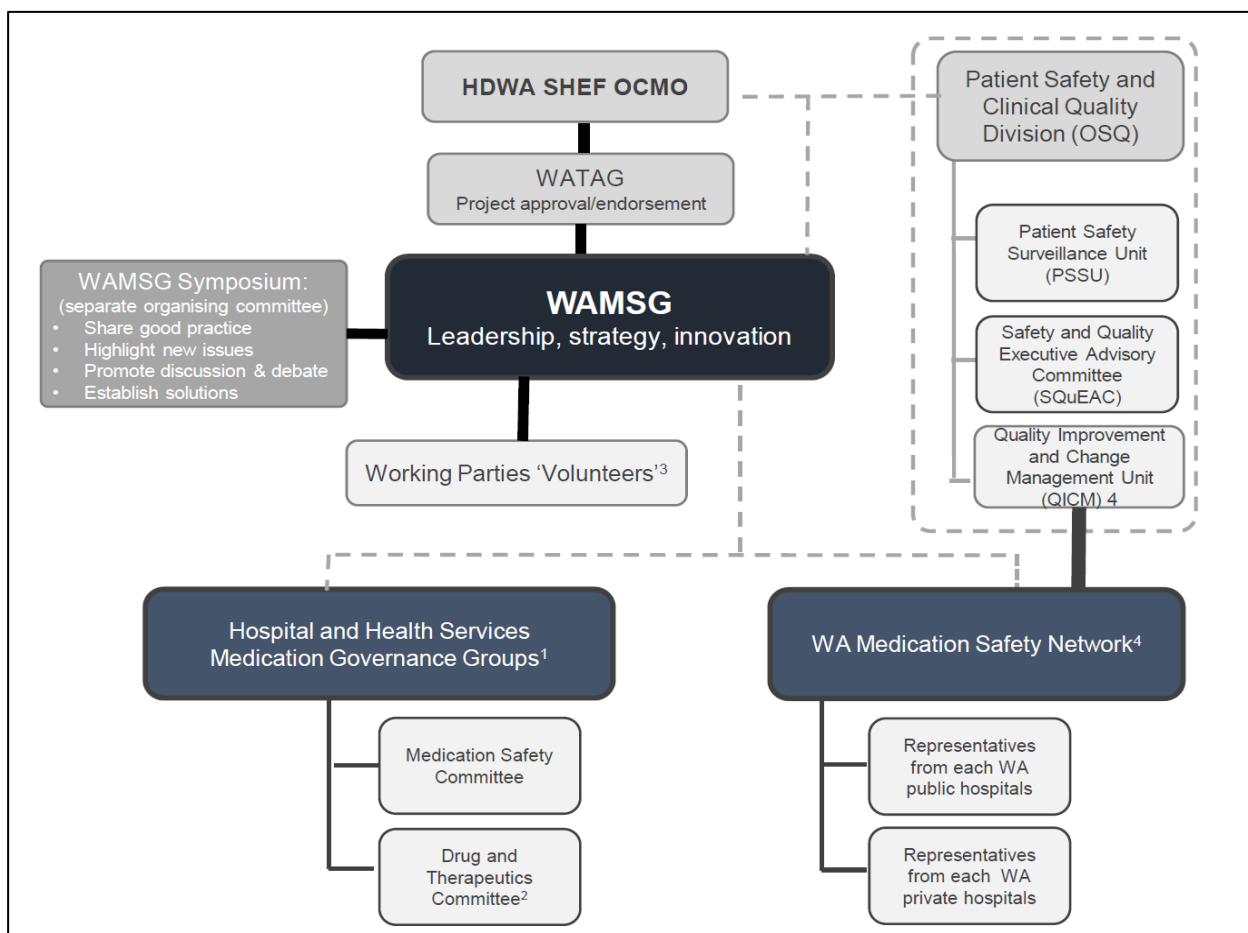 HDWA SHEF OCMO
Patient Safety and
Clinical Quality
Division (OSQ)
WATAG
Project approval/endorsement
Patient Safety
Surveillance Unit
(PSSU)
WAMSG Symposium:
(separate organising committee)
• Share good practice
• Highlight new issues
• Promote discussion & debate
• Establish solutions
WAMSG
Leadership, strategy, innovation
Safety and Quality
Executive Advisory
Committee
(SQuEAC)
Working Parties ‘Volunteers’³
Quality Improvement
and Change
Management Unit
(QICM) 4
Hospital and Health Services
Medication Governance Groups¹
WA Medication Safety Network⁴
Medication Safety
Committee
Drug and
Therapeutics
Committee²
Representatives
from each WA
public hospitals
Representatives
from each WA
private hospitals